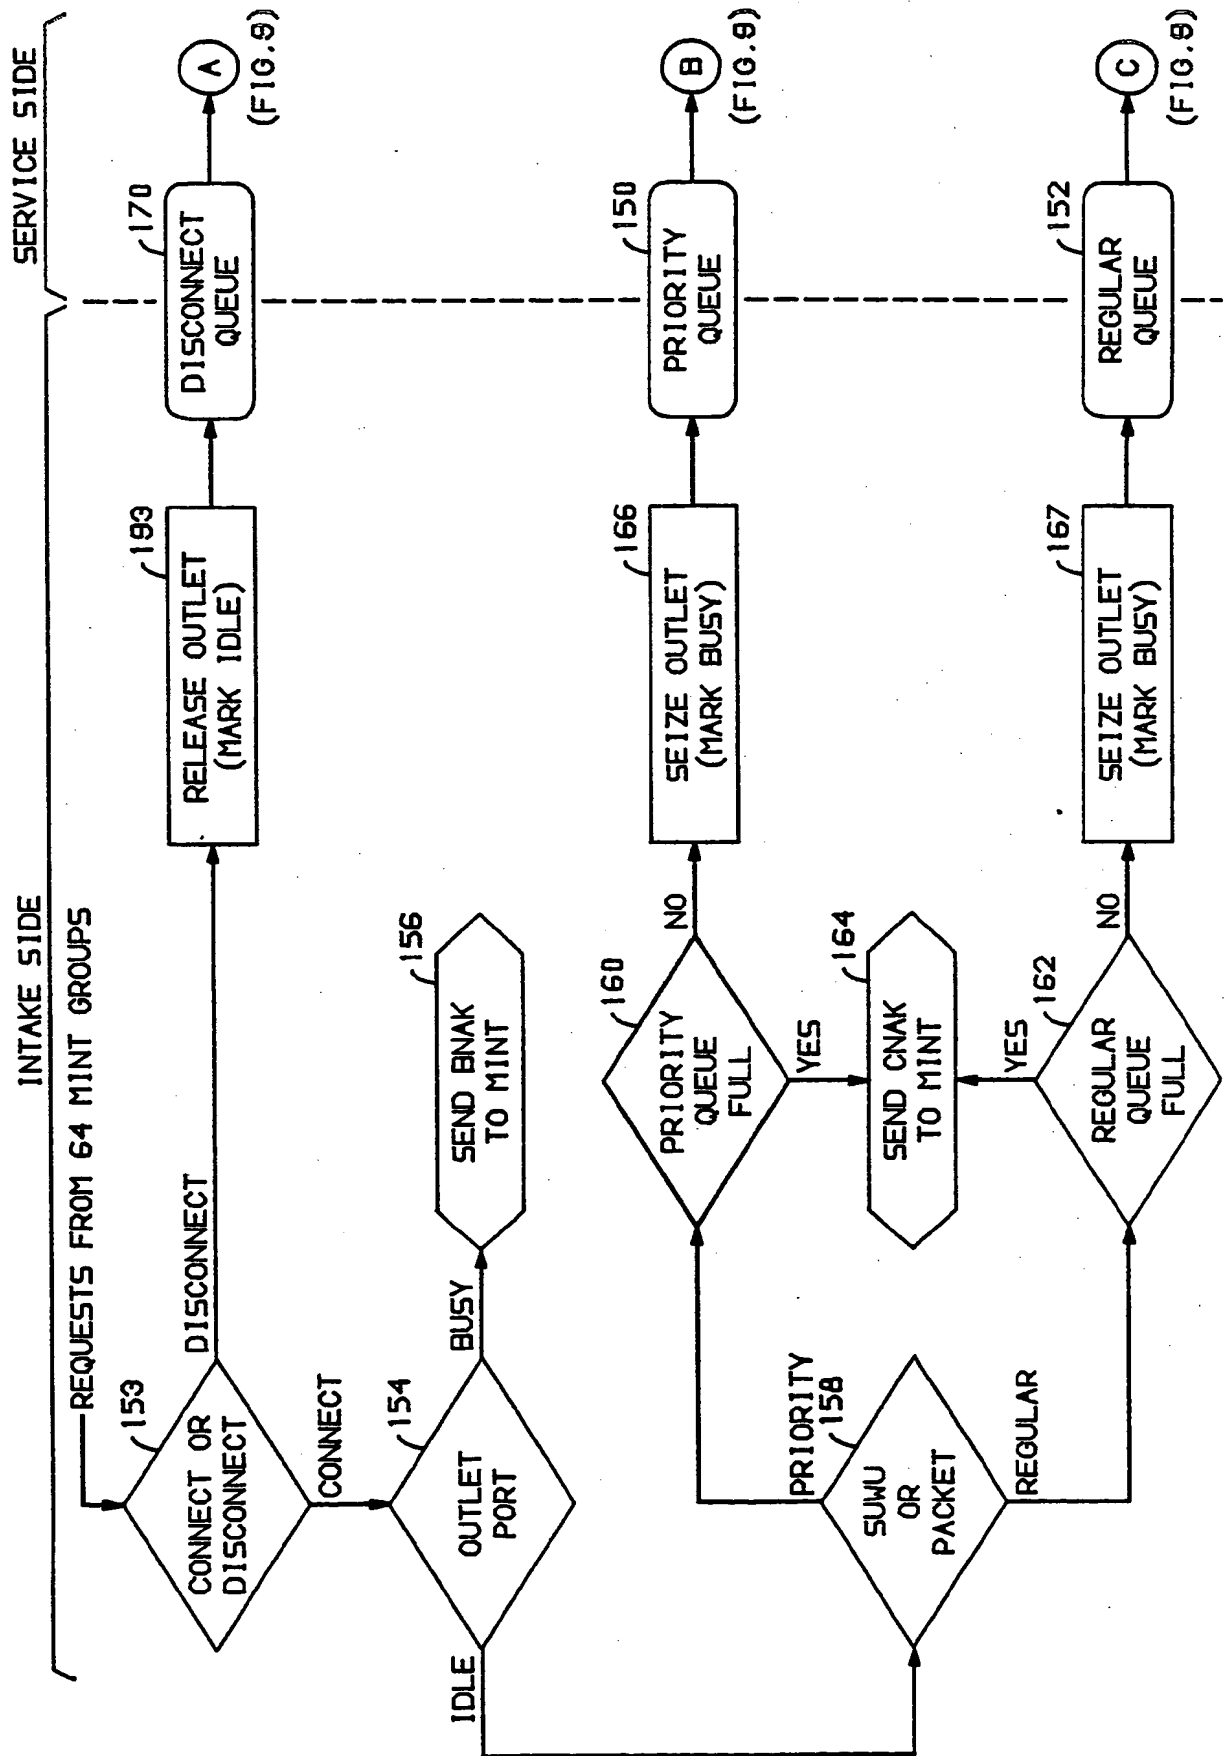 INTAKE SIDE
SERVICE SIDE
REQUESTS FROM 64 MINT GROUPS
153
CONNECT OR
DISCONNECT
DISCONNECT
193
RELEASE OUTLET
(MARK IDLE)
170
DISCONNECT
QUEUE
A
(FIG.9)
CONNECT
154
OUTLET
PORT
BUSY
156
SEND BNAK
TO MINT
IDLE
158
SUWU
OR
PACKET
PRIORITY
160
PRIORITY
QUEUE
FULL
NO
166
SEIZE OUTLET
(MARK BUSY)
150
PRIORITY
QUEUE
B
(FIG.9)
YES
164
SEND CNAK
TO MINT
YES
REGULAR
162
REGULAR
QUEUE
FULL
NO
167
SEIZE OUTLET
(MARK BUSY)
152
REGULAR
QUEUE
C
(FIG.9)